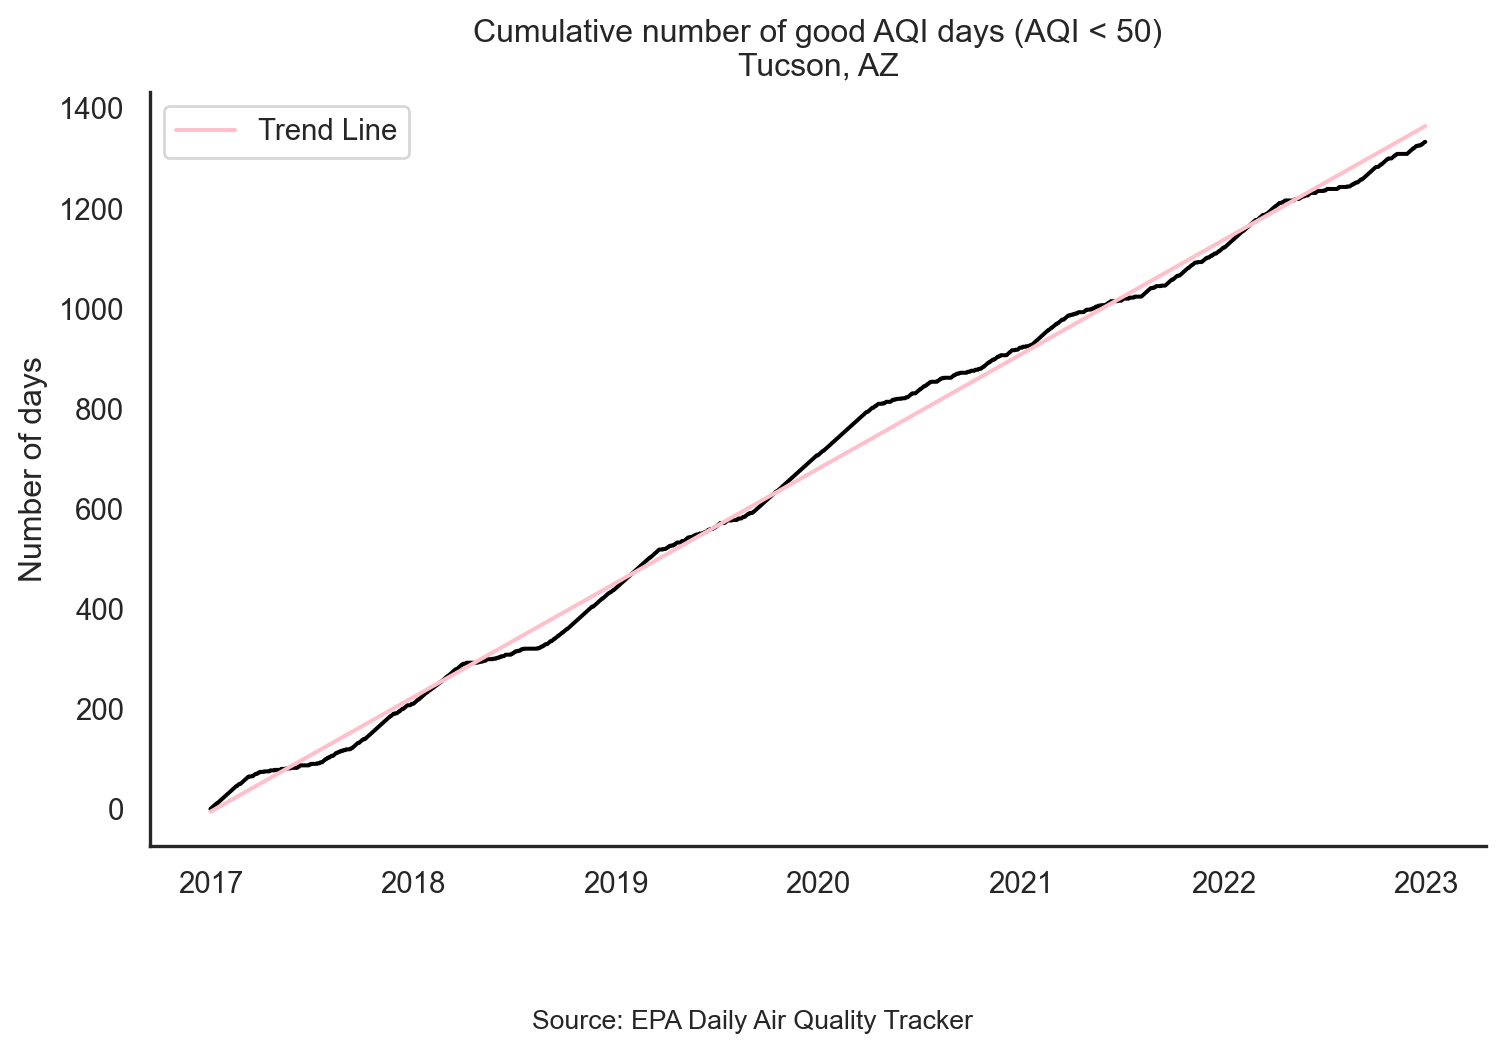 Cumulative number of good AQI days (AQI < 50)
Tucson, AZ
Trend Line
Number of days
1400
1200
1000
800
600
400
200
0
2017 2018 2019 2020 2021 2022 2023
Source: EPA Daily Air Quality Tracker